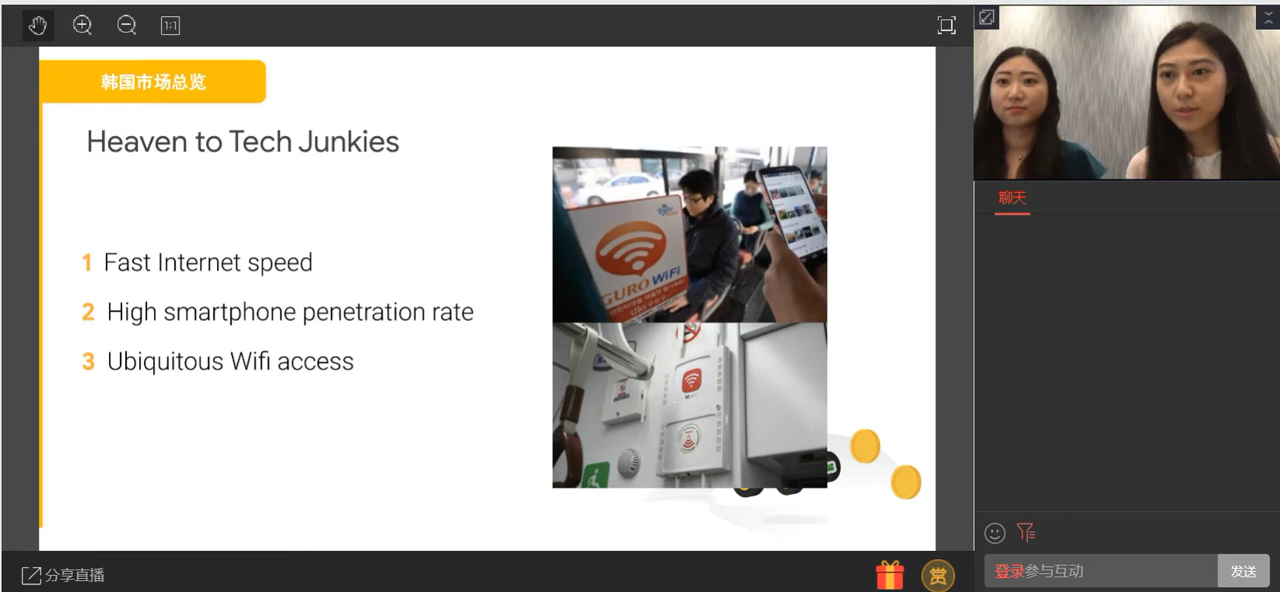 1:1
韩国市场总览
Heaven to Tech Junkies
1 Fast Internet speed
2 High smartphone penetration rate
3 Ubiquitous Wifi access
GURO WiFi
聊天
分享直播
赏
登录参与互动
发送